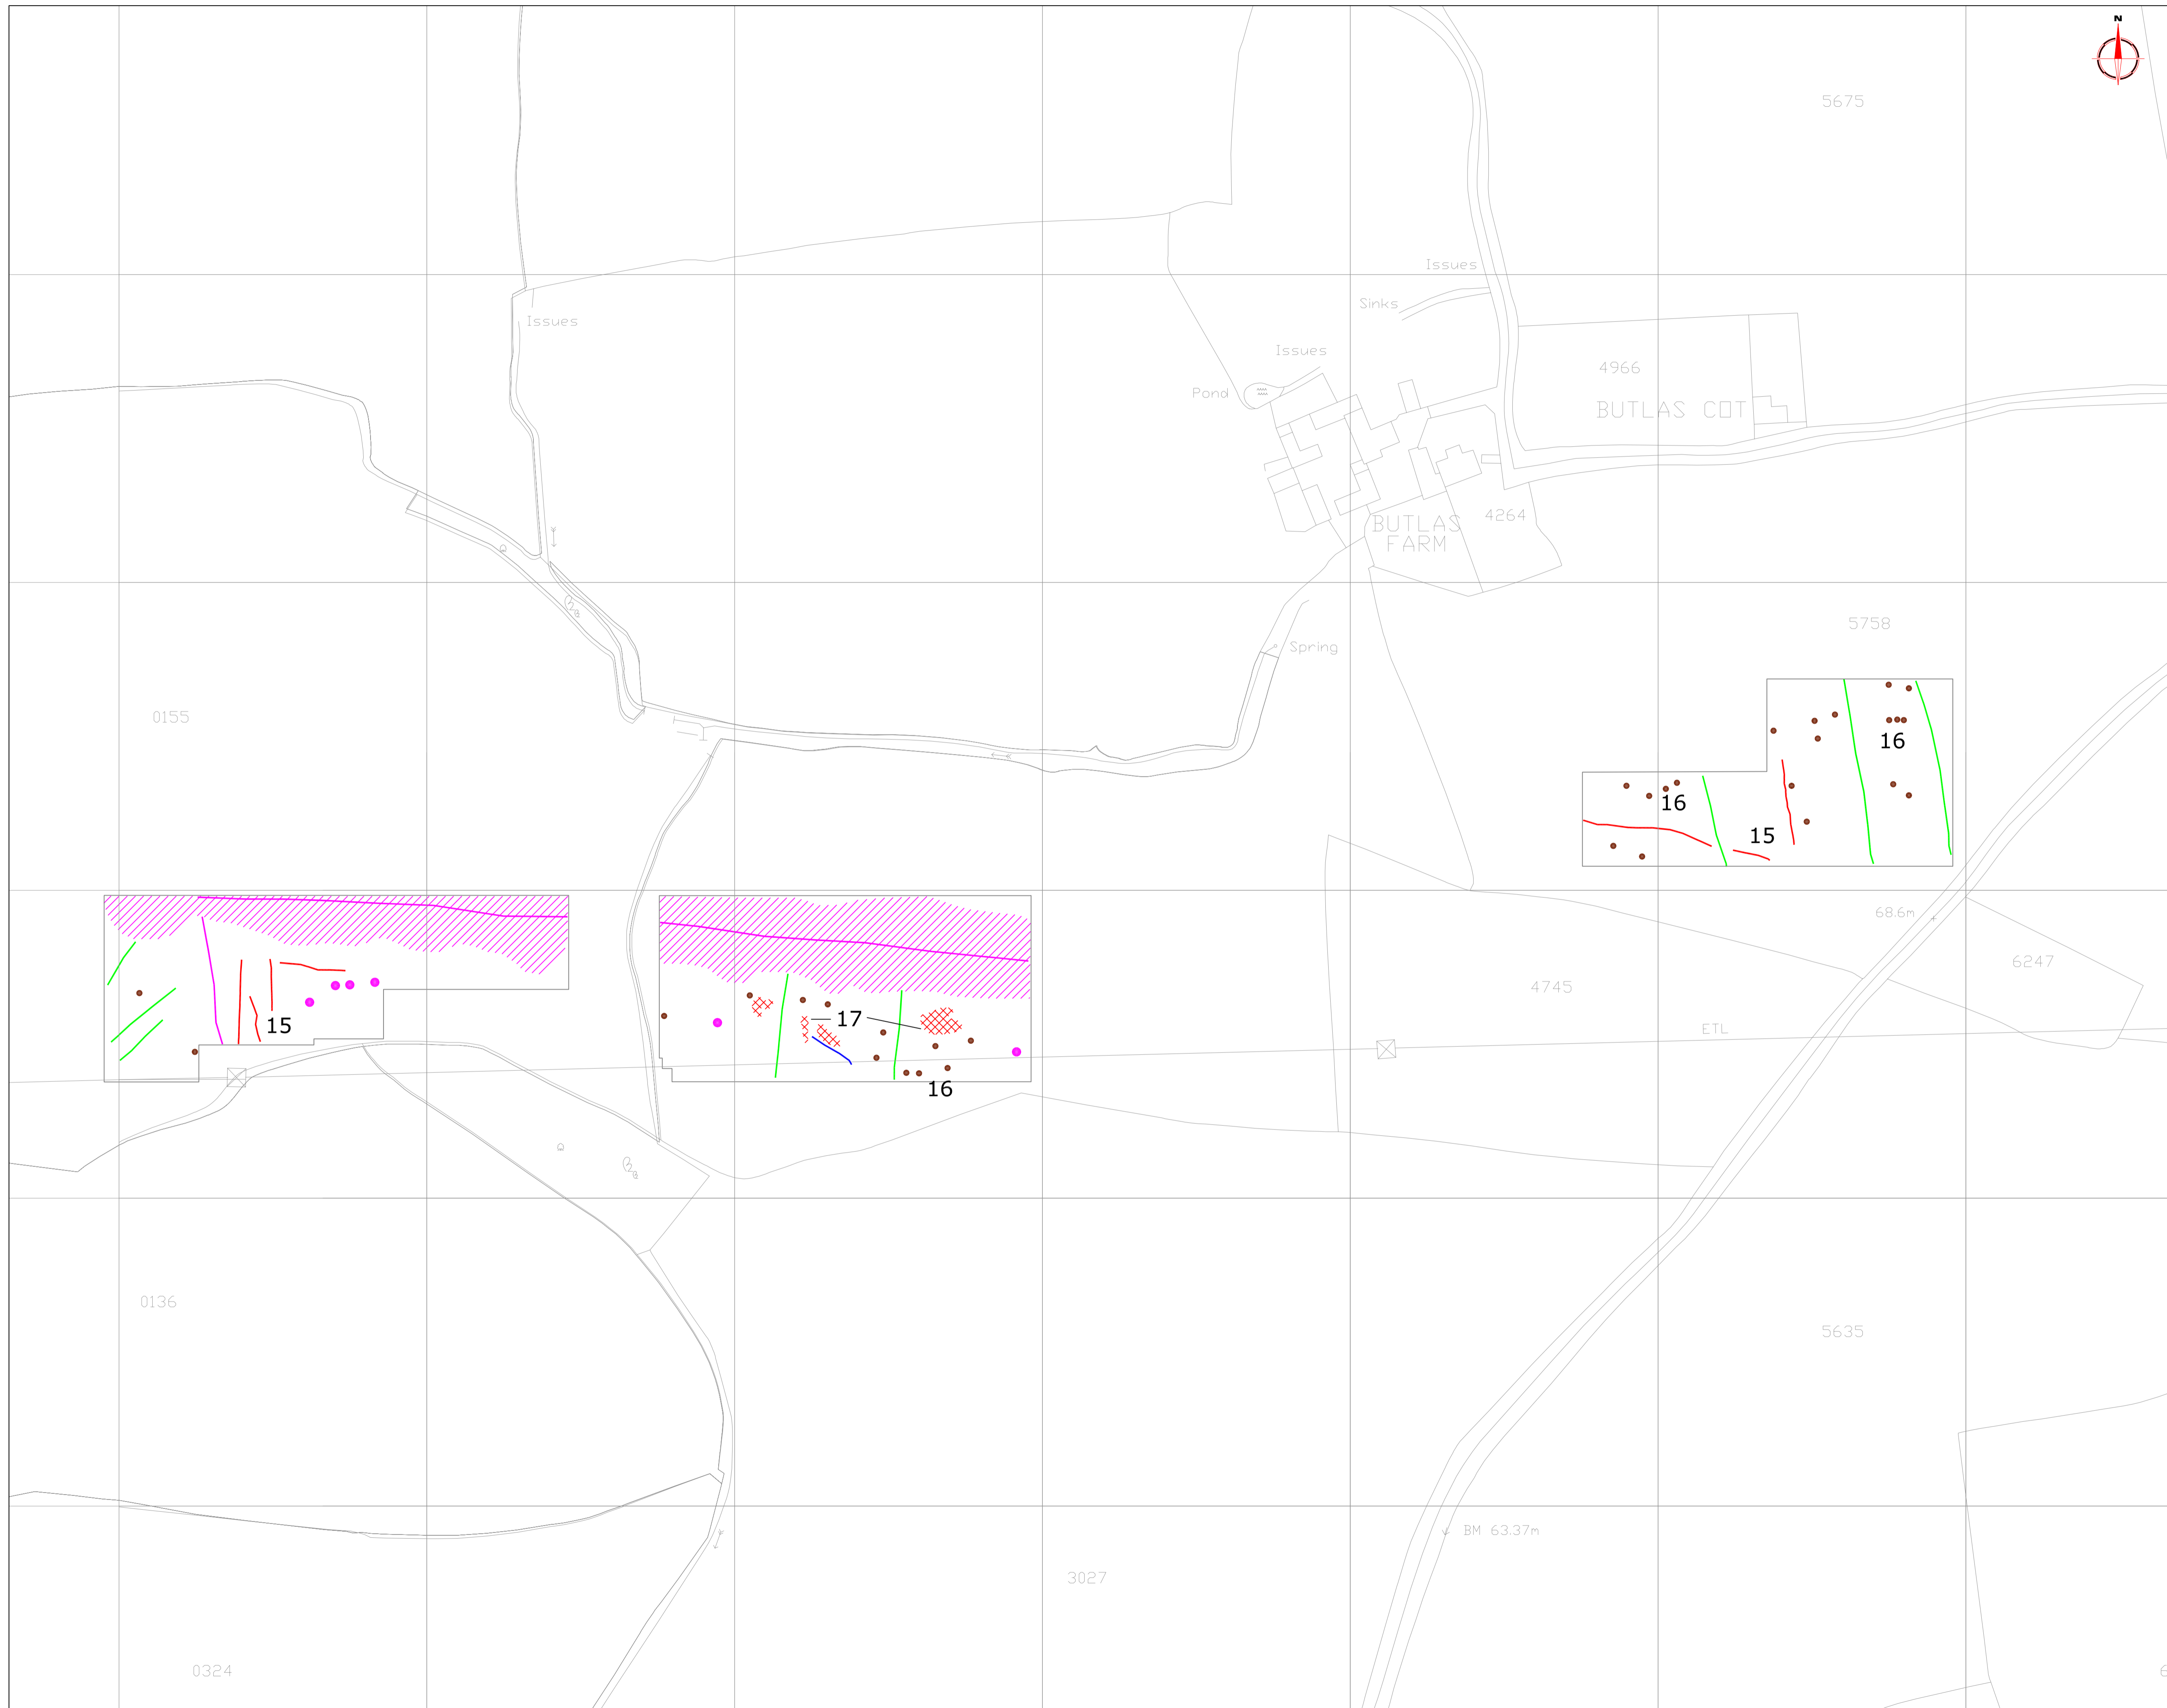 N
5675
Issues
Sinks
Issues
Issues
4966
Pond
BUTLAS COT
BUTLAS
FARM
4264
5758
Spring
0155
16
16
15
68.6m
6247
4745
15
17
ETL
16
0136
5635
BM 63.37m
3027
0324